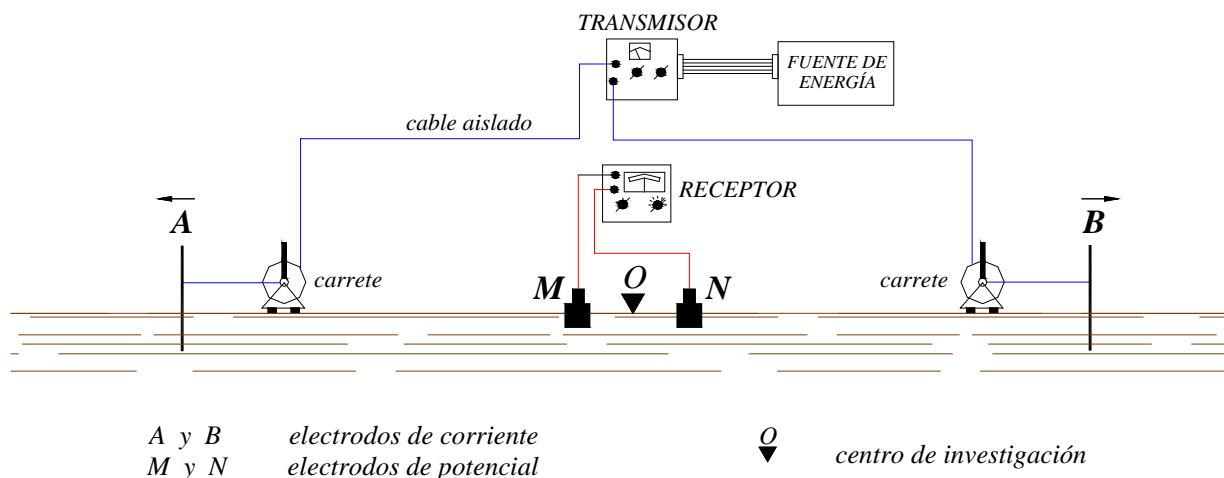 TRANSMISOR
FUENTE DE
ENERGÍA
cable aislado
RECEPTOR
A
B
carrete
M
O
N
carrete
A y B electrodos de corriente
M y N electrodos de potencial
O centro de investigación